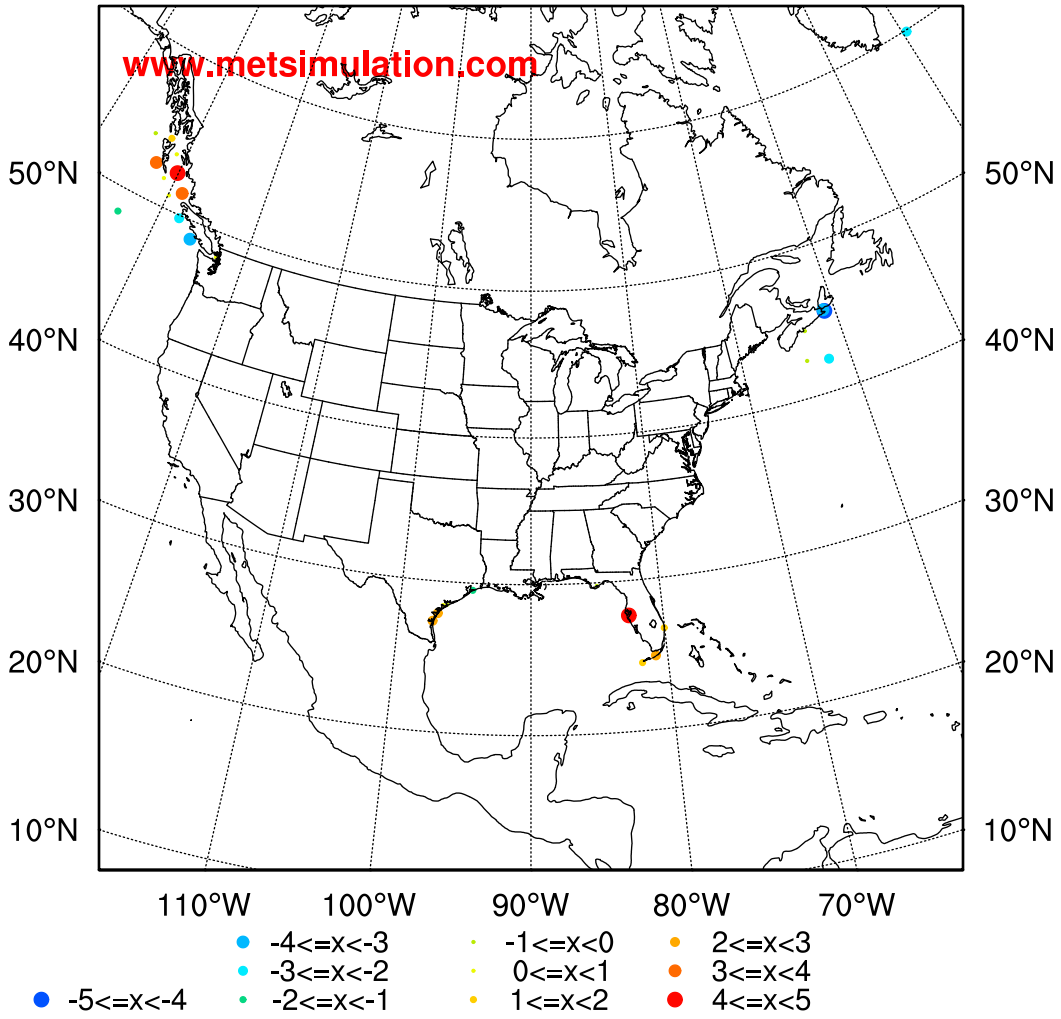 www.metsimulation.com
50°N 50°N
40°N 40°N
30°N 30°N
20°N 20°N
10°N 10°N
110°W 100°W 90°W 80°W 70°W
-4<=x<-3 -1<=x<0 2<=x<3
-3<=x<-2 0<=x<1 3<=x<4
-5<=x<-4 -2<=x<-1 1<=x<2 4<=x<5